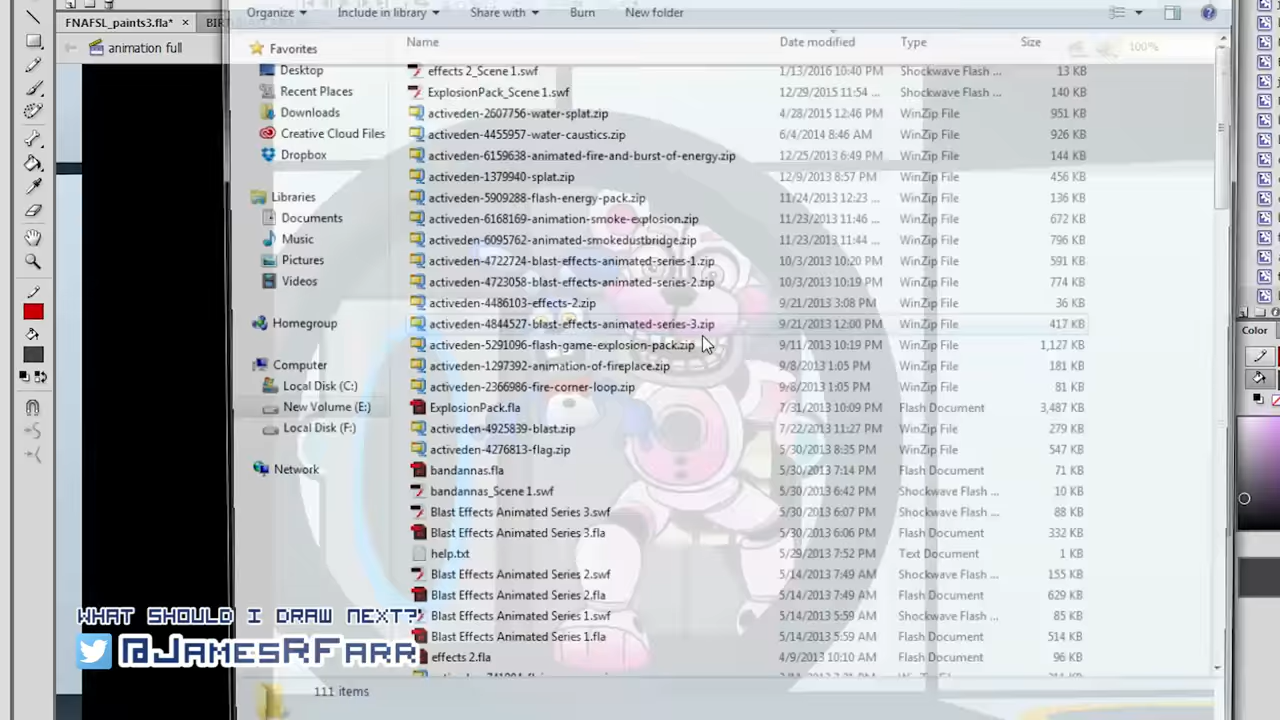 Organize Include in library Share with Burn New folder
FNAFSL_paints3.fla* ×
animation full
Favorites
Desktop
Recent Places
Downloads
Creative Cloud Files
Dropbox
Libraries
Documents
Music
Pictures
Videos
Homegroup
Computer
Local Disk (C:)
New Volume (E:)
Local Disk (F:)
Network
Name Date modified Type Size
100%
effects 2_Scene 1.swf 1/13/2016 10:40 PM Shockwave Flash ... 13 KB
ExplosionPack_Scene 1.swf 12/29/2015 11:54 ... Shockwave Flash ... 140 KB
activeden-2607756-water-splat.zip 4/28/2015 12:46 PM WinZip File 951 KB
activeden-4455957-water-caustics.zip 6/4/2014 8:46 AM WinZip File 926 KB
activeden-6159638-animated-fire-and-burst-of-energy.zip 12/25/2013 6:49 PM WinZip File 144 KB
activeden-1379940-splat.zip 12/9/2013 8:57 PM WinZip File 456 KB
activeden-5909288-flash-energy-pack.zip 11/24/2013 12:23 ... WinZip File 136 KB
activeden-6168169-animation-smoke-explosion.zip 11/23/2013 11:46 ... WinZip File 672 KB
activeden-6095762-animated-smokedustbridge.zip 11/23/2013 11:44 ... WinZip File 796 KB
activeden-4722724-blast-effects-animated-series-1.zip 10/3/2013 10:20 PM WinZip File 591 KB
activeden-4723058-blast-effects-animated-series-2.zip 10/3/2013 10:19 PM WinZip File 774 KB
activeden-4486103-effects-2.zip 9/21/2013 3:08 PM WinZip File 36 KB
activeden-4844527-blast-effects-animated-series-3.zip 9/21/2013 12:00 PM WinZip File 417 KB
activeden-5291096-flash-game-explosion-pack.zip 9/11/2013 10:19 PM WinZip File 1,127 KB
activeden-1297392-animation-of-fireplace.zip 9/8/2013 1:05 PM WinZip File 181 KB
activeden-2366986-fire-corner-loop.zip 9/8/2013 1:05 PM WinZip File 81 KB
ExplosionPack.fla 7/31/2013 10:09 PM Flash Document 3,487 KB
activeden-4925839-blast.zip 7/22/2013 11:27 PM WinZip File 279 KB
activeden-4276813-flag.zip 5/30/2013 8:35 PM WinZip File 547 KB
bandannas.fla 5/30/2013 7:14 PM Flash Document 71 KB
bandannas_Scene 1.swf 5/30/2013 6:42 PM Shockwave Flash ... 10 KB
Blast Effects Animated Series 3.swf 5/30/2013 6:07 PM Shockwave Flash ... 88 KB
Blast Effects Animated Series 3.fla 5/30/2013 6:06 PM Flash Document 332 KB
help.txt 5/29/2013 7:52 PM Text Document 1 KB
Blast Effects Animated Series 2.swf 5/14/2013 7:49 AM Shockwave Flash ... 155 KB
Blast Effects Animated Series 2.fla 5/14/2013 7:49 AM Flash Document 629 KB
Blast Effects Animated Series 1.swf 5/14/2013 5:59 AM Shockwave Flash ... 85 KB
Blast Effects Animated Series 1.fla 5/14/2013 5:59 AM Flash Document 514 KB
effects 2.fla 4/9/2013 10:10 AM Flash Document 96 KB
111 items
Color
WHAT SHOULD I DRAW NEXT?
@JamesRFarr